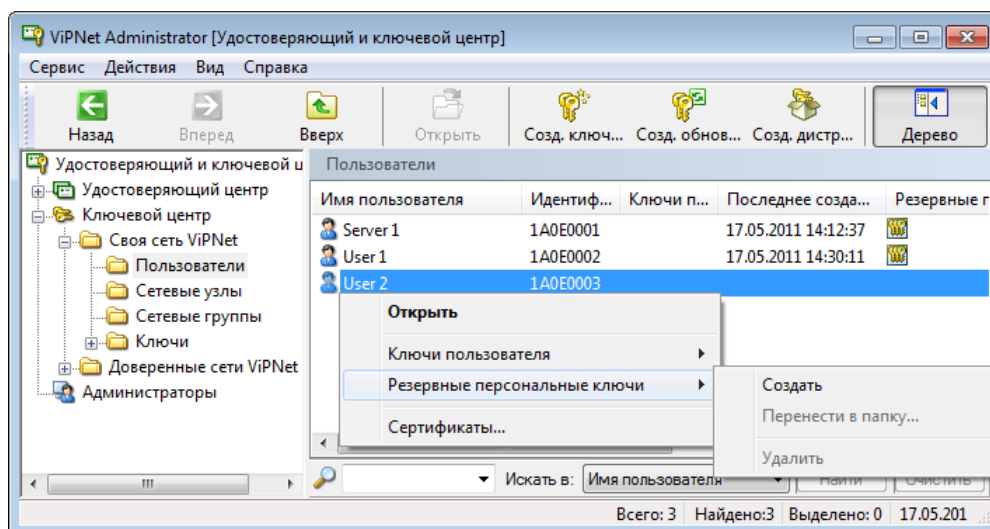 ViPNet Administrator [Удостоверяющий и ключевой центр]
Сервис Действия Вид Справка
Назад Вперед Вверх Открыть Созд. ключ... Созд. обнов... Созд. дистр... Дерево
Удостоверяющий и ключевой ц
Удостоверяющий центр
Ключевой центр
Своя сеть ViPNet
Пользователи
Сетевые узлы
Сетевые группы
Ключи
Доверенные сети ViPNet
Администраторы
Пользователи
Имя пользователя Идентиф... Ключи п... Последнее созда... Резервные п
Server 1 1A0E0001 17.05.2011 14:12:37
User 1 1A0E0002 17.05.2011 14:30:11
User 2 1A0E0003
Открыть
Ключи пользователя
Резервные персональные ключи
Сертификаты...
Создать
Перенести в папку...
Удалить
Искать в: Имя пользователя Найти Очистить
Всего: 3 Найдено:3 Выделено: 0 17.05.201